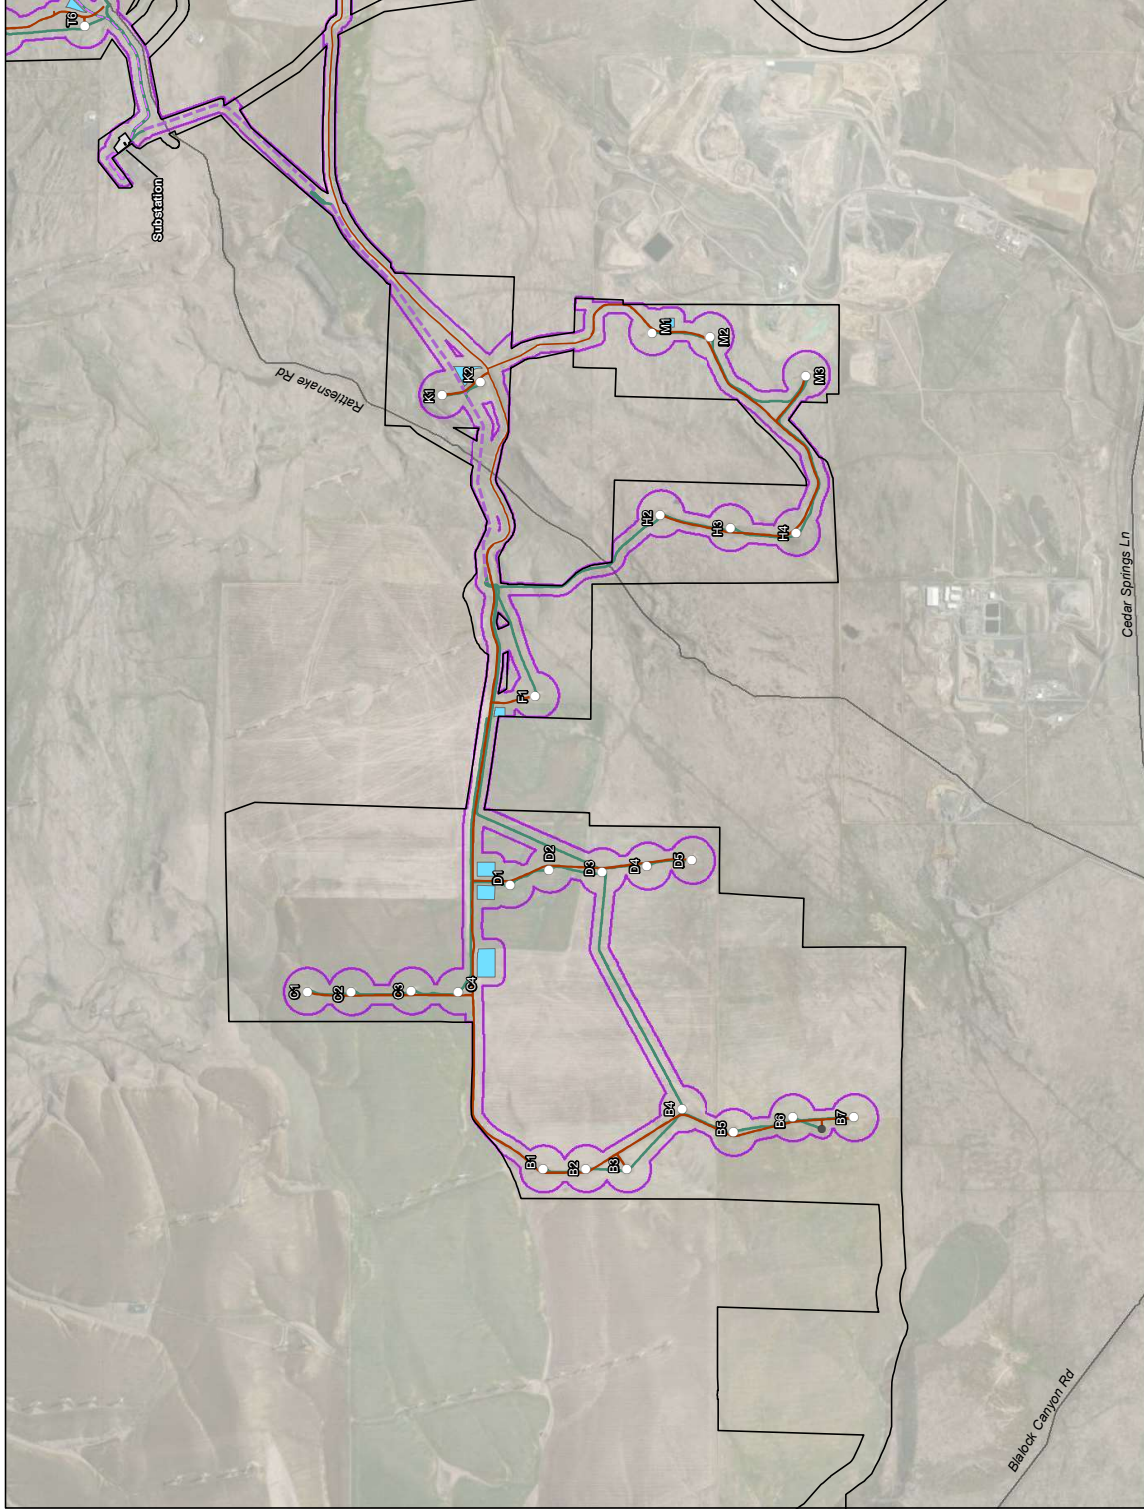 T6
Substation
Rattlesnake Rd
K1
K2
M1
M2
M3
H2
H3
H4
F1
Cedar Springs Ln
D1
D2
D3
D4
D5
C1
C2
C3
C4
B1
B2
B3
B4
B5
B6
B7
Blalock Canyon Rd